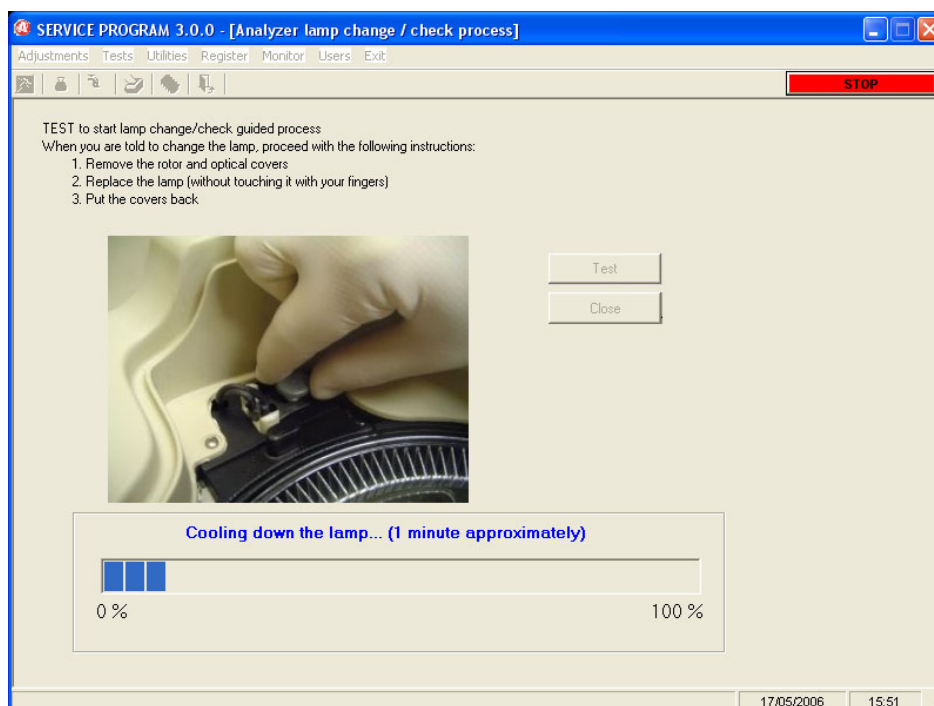 SERVICE PROGRAM 3.0.0 - [Analyzer lamp change / check process]
Adjustments Tests Utilities Register Monitor Users Exit
STOP
TEST to start lamp change/check guided process
When you are told to change the lamp, proceed with the following instructions:
1. Remove the rotor and optical covers
2. Replace the lamp (without touching it with your fingers)
3. Put the covers back
Test
Close
Cooling down the lamp... (1 minute approximately)
0 %
100 %
17/05/2006 15:51